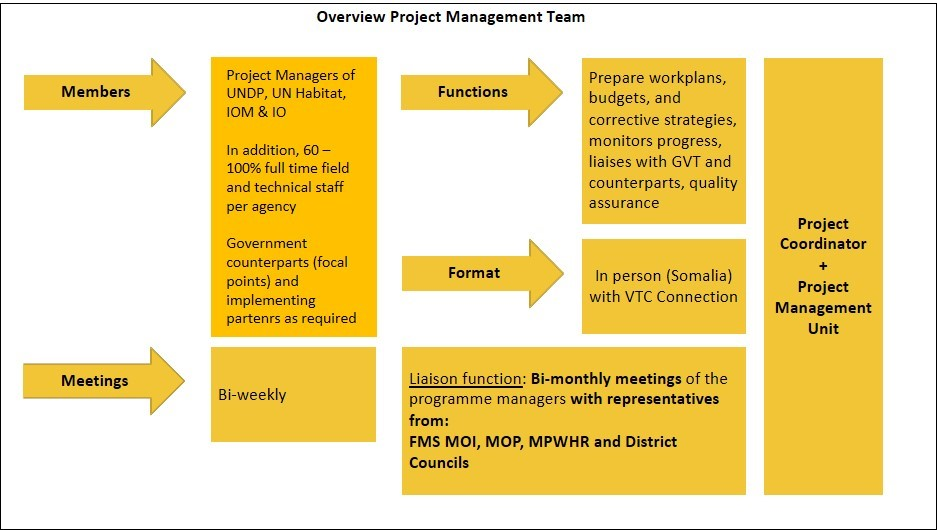 Overview Project Management Team
Members
Project Managers of
UNDP, UN Habitat,
IOM & IO
In addition, 60 –
100% full time field
and technical staff
per agency
Government
counterparts (focal
points) and
implementing
partenrs as required
Functions
Prepare workplans,
budgets, and
corrective strategies,
monitors progress,
liaises with GVT and
counterparts, quality
assurance
Format
In person (Somalia)
with VTC Connection
Project
Coordinator
+
Project
Management
Unit
Meetings
Bi-weekly
Liaison function: Bi-monthly meetings of the
programme managers with representatives
from:
FMS MOI, MOP, MPWHR and District
Councils